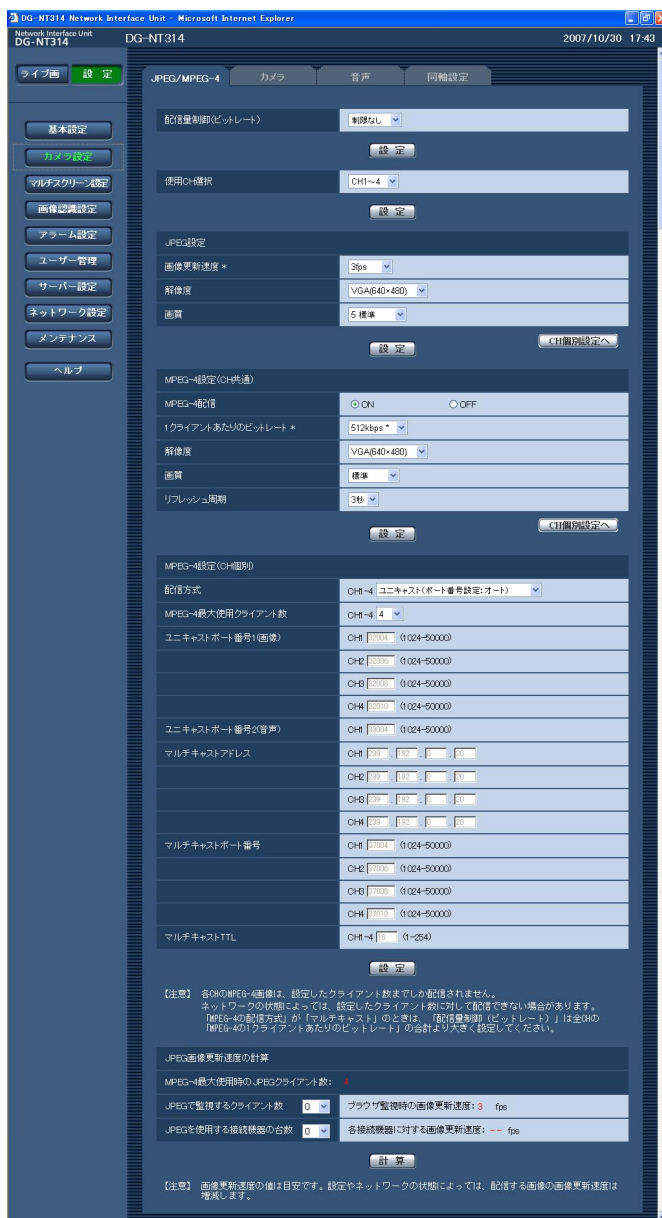 DG-NT314 Network Interface Unit - Microsoft Internet Explorer
Network Interface Unit
DG-NT314
DG-NT314
2007/10/30 17:43
ライブ画
設 定
基本設定
カメラ設定
マルチスクリーン設定
画像認識設定
アラーム設定
ユーザー管理
サーバー設定
ネットワーク設定
メンテナンス
ヘルプ
JPEG/MPEG-4 カメラ 音声 同軸設定
配信量制御(ビットレート) 制限なし
設 定
使用CH選択 CH1~4
設 定
JPEG設定
画像更新速度 * 3fps
解像度 VGA(640×480)
画質 5 標準
設 定 CH個別設定へ
MPEG-4設定(CH共通)
MPEG-4配信 ON OFF
1クライアントあたりのビットレート * 512kbps *
解像度 VGA(640×480)
画質 標準
リフレッシュ周期 3秒
設 定 CH個別設定へ
MPEG-4設定(CH個別)
配信方式 CH1-4 ユニキャスト(ポート番号設定:オート)
MPEG-4最大使用クライアント数 CH1-4 4
ユニキャストポート番号1(画像) CH1 32004 (1024-50000)
CH2 32006 (1024-50000)
CH3 32008 (1024-50000)
CH4 32010 (1024-50000)
ユニキャストポート番号2(音声) CH1 33004 (1024-50000)
マルチキャストアドレス CH1 239 . 192 . 0 . 20
CH2 239 . 192 . 0 . 20
CH3 239 . 192 . 0 . 20
CH4 239 . 192 . 0 . 20
マルチキャストポート番号 CH1 37004 (1024-50000)
CH2 37006 (1024-50000)
CH3 37008 (1024-50000)
CH4 37010 (1024-50000)
マルチキャストTTL CH1-4 16 (1-254)
設 定
【注意】 各CHのMPEG-4画像は、設定したクライアント数までしか配信されません。
ネットワークの状態によっては、設定したクライアント数に対して配信できない場合があります。
「MPEG-4の配信方式」が「マルチキャスト」のときは、「配信量制御(ビットレート)」は全CHの
「MPEG-4の1クライアントあたりのビットレート」の合計より大きく設定してください。
JPEG画像更新速度の計算
MPEG-4最大使用時のJPEGクライアント数: 4
JPEGで監視するクライアント数 0 ブラウザ監視時の画像更新速度: 3 fps
JPEGを使用する接続機器の台数 0 各接続機器に対する画像更新速度: -- fps
計 算
【注意】 画像更新速度の値は目安です。設定やネットワークの状態によっては、配信する画像の画像更新速度は
増減します。